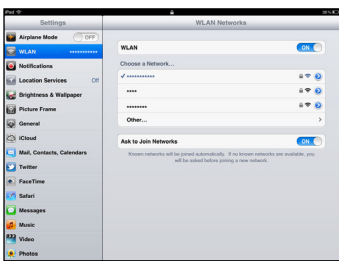 iPad
38%
Settings
WLAN Networks
Airplane Mode
OFF
WLAN
***********
Notifications
Location Services
Off
Brightness & Wallpaper
Picture Frame
General
iCloud
Mail, Contacts, Calendars
Twitter
FaceTime
Safari
Messages
Music
Video
Photos
WLAN
ON
Choose a Network...
***********
****
********
Other...
Ask to Join Networks
ON
Known networks will be joined automatically. If no known networks are available, you
will be asked before joining a new network.